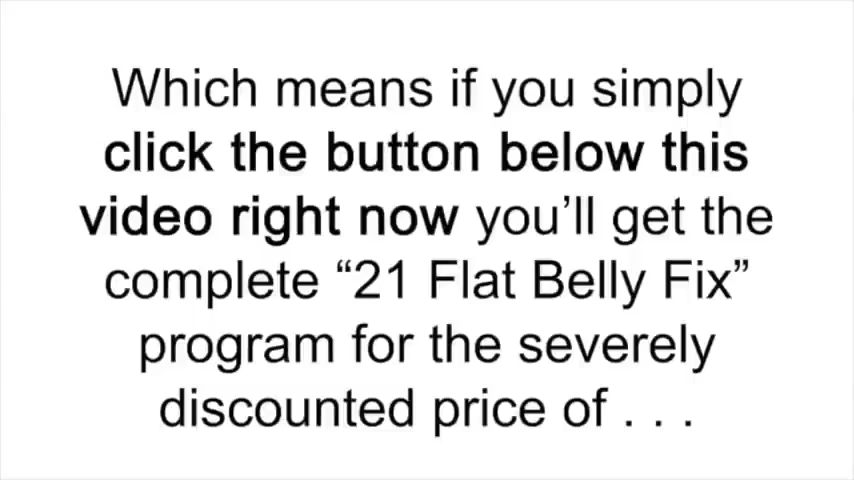 Which means if you simply
click the button below this
video right now you’ll get the
complete “21 Flat Belly Fix”
program for the severely
discounted price of . . .